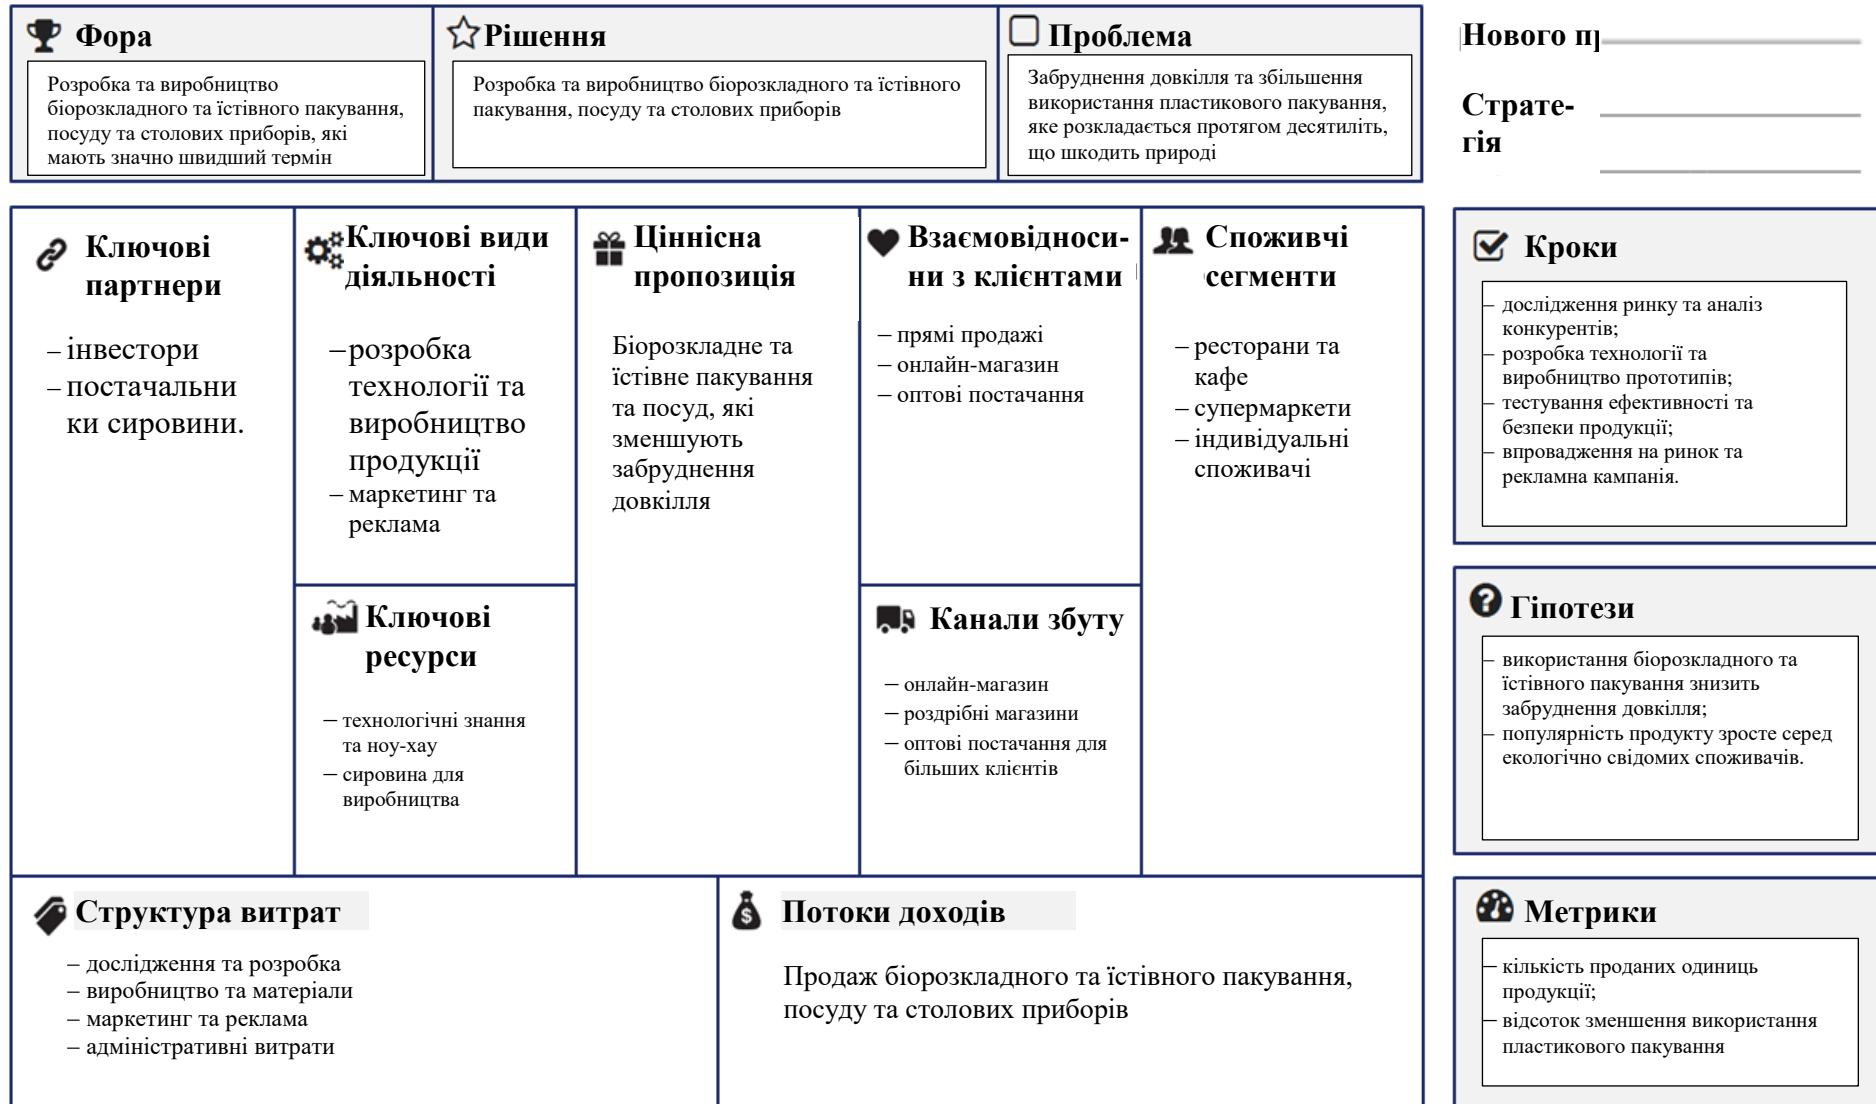 Фора
Розробка та виробництво
біорозкладного та їстівного пакування,
посуду та столових приборів, які
мають значно швидший термін
Рішення
Розробка та виробництво біорозкладного та їстівного
пакування, посуду та столових приборів
Проблема
Забруднення довкілля та збільшення
використання пластикового пакування,
яке розкладається протягом десятиліть,
що шкодить природі
Нового п
Страте-
гія
Ключові
партнери
– інвестори
– постачальни
ки сировини.
Ключові види
діяльності
– розробка
технології та
виробництво
продукції
– маркетинг та
реклама
Ключові
ресурси
– технологічні знання
та ноу-хау
– сировина для
виробництва
Ціннісна
пропозиція
Біорозкладне та
їстівне пакування
та посуд, які
зменшують
забруднення
довкілля
Взаємовідноси-
ни з клієнтами
– прямі продажі
– онлайн-магазин
– оптові постачання
Канали збуту
– онлайн-магазин
– роздрібні магазини
– оптові постачання для
більших клієнтів
Споживчі
сегменти
– ресторани та
кафе
– супермаркети
– індивідуальні
споживачі
Структура витрат
– дослідження та розробка
– виробництво та матеріали
– маркетинг та реклама
– адміністративні витрати
Потоки доходів
Продаж біорозкладного та їстівного пакування,
посуду та столових приборів
Кроки
– дослідження ринку та аналіз
конкурентів;
– розробка технології та
виробництво прототипів;
– тестування ефективності та
безпеки продукції;
– впровадження на ринок та
рекламна кампанія.
Гіпотези
– використання біорозкладного та
їстівного пакування знизить
забруднення довкілля;
– популярність продукту зросте серед
екологічно свідомих споживачів.
Метрики
– кількість проданих одиниць
продукції;
– відсоток зменшення використання
пластикового пакування